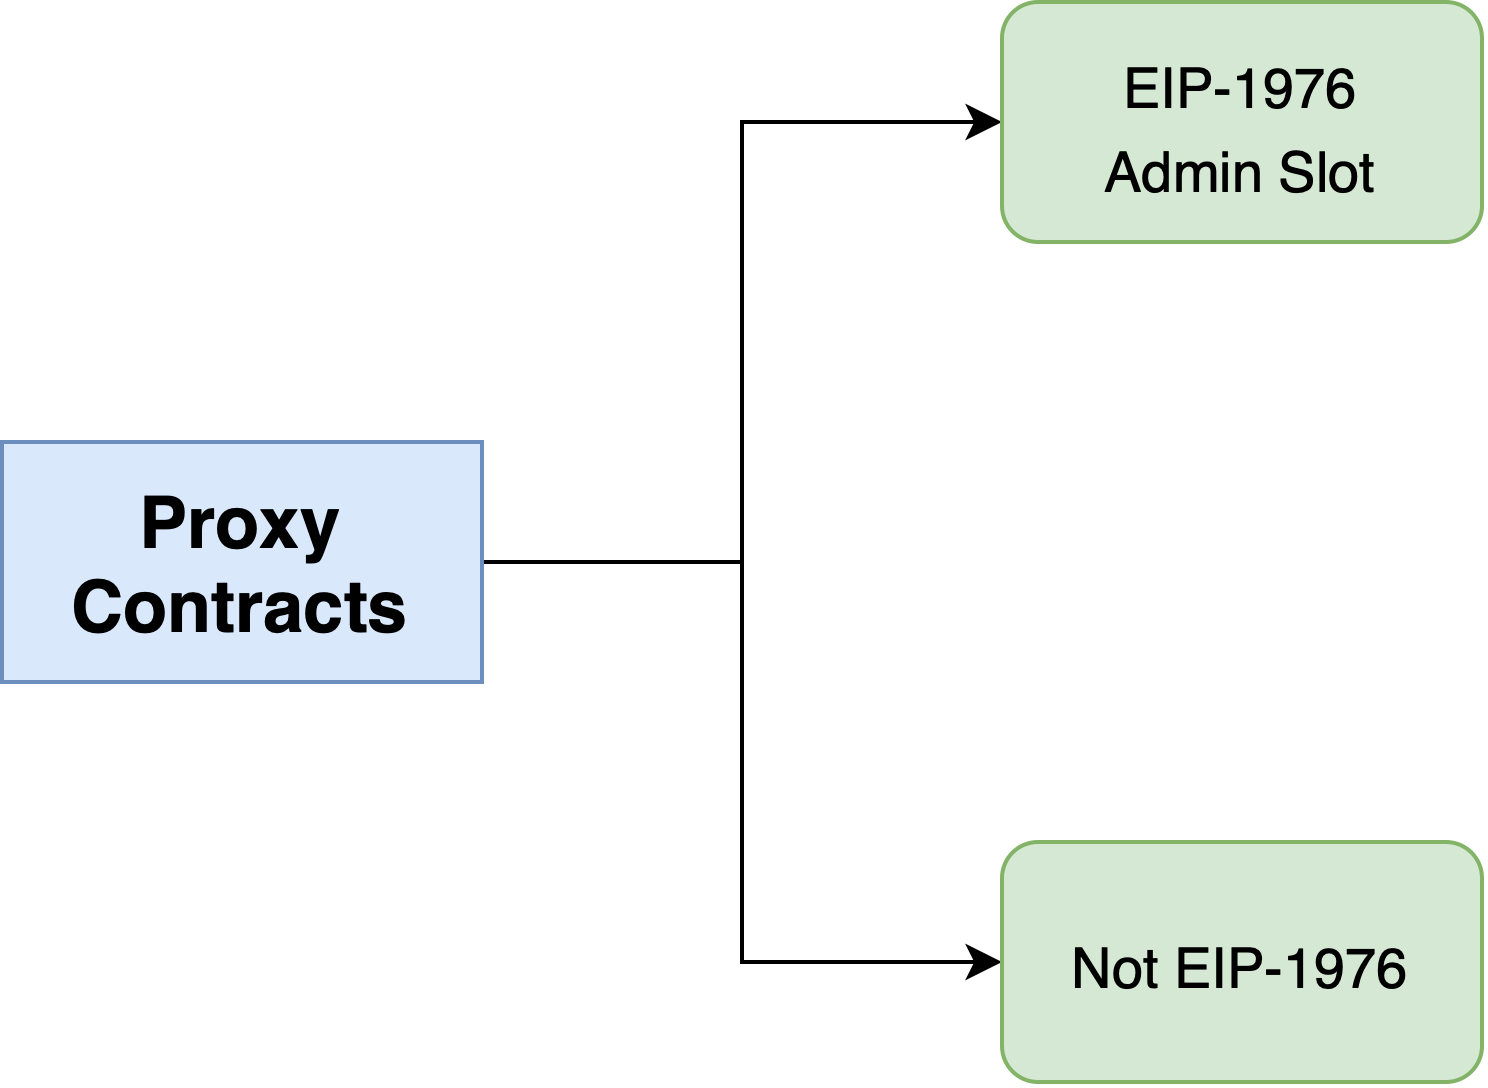 EIP-1976
Admin Slot
Proxy
Contracts
Not EIP-1976